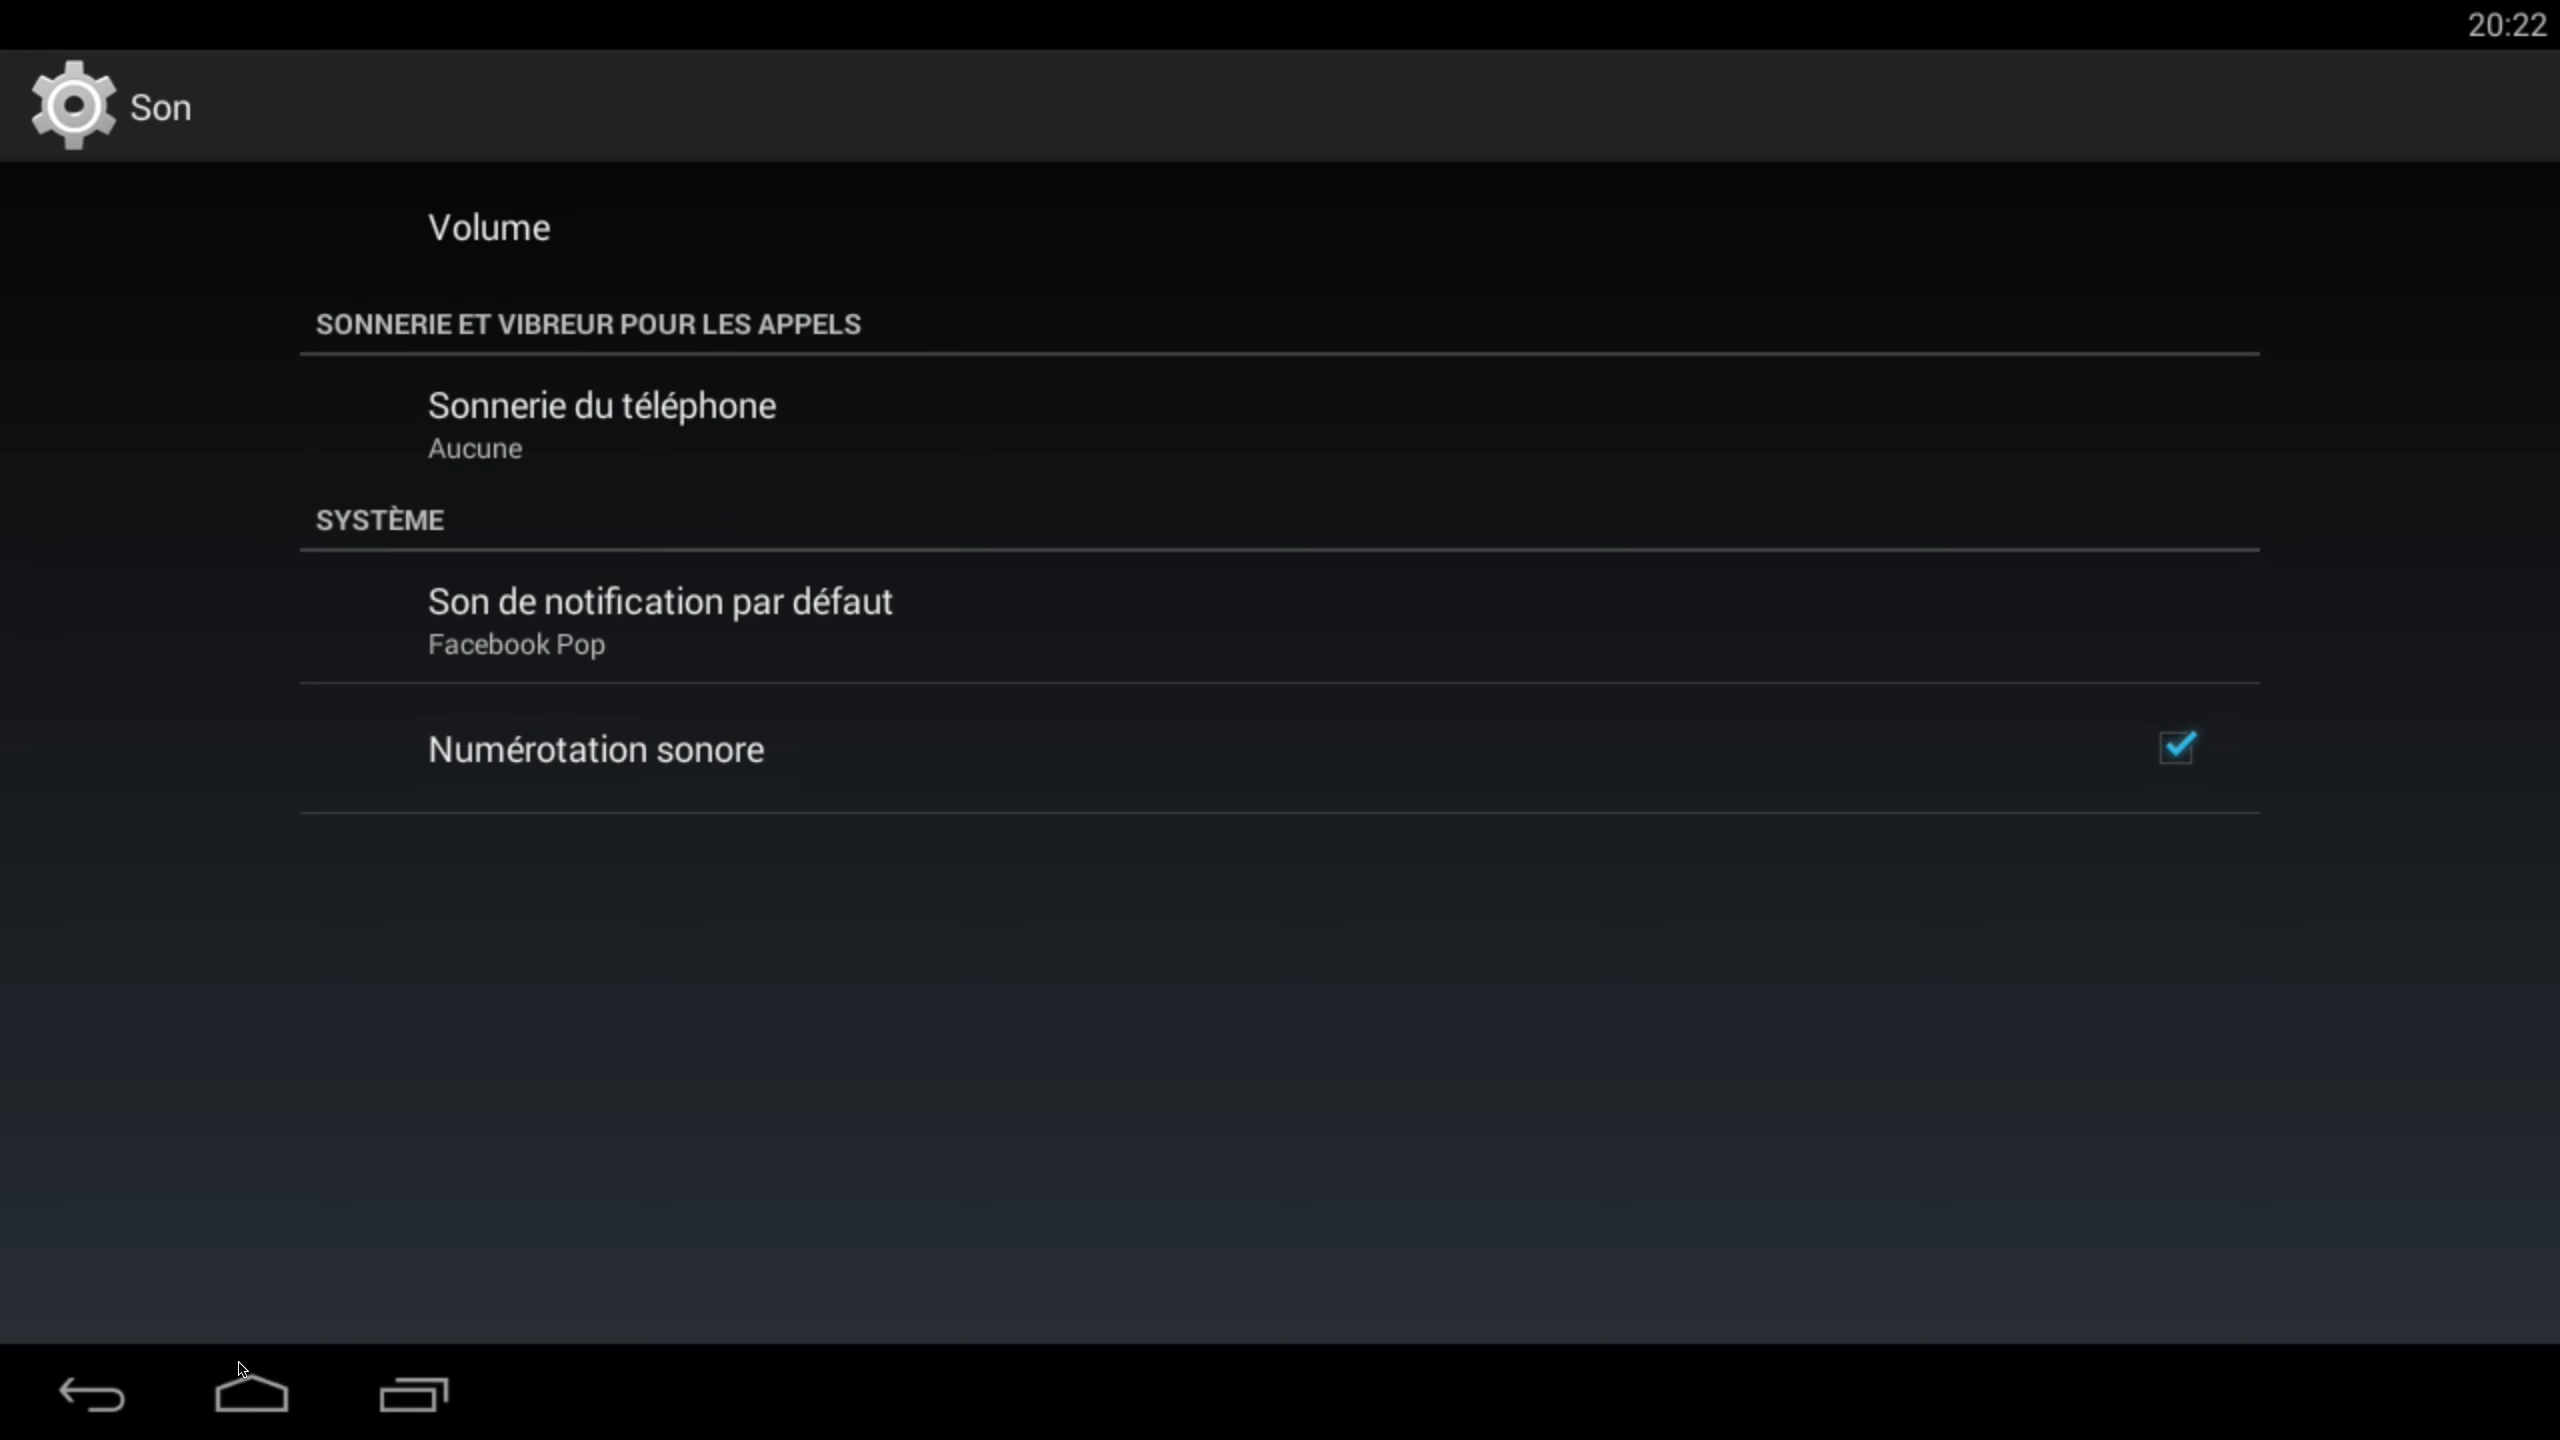 20:22
Son
Volume
SONNERIE ET VIBREUR POUR LES APPELS
Sonnerie du téléphone
Aucune
SYSTÈME
Son de notification par défaut
Facebook Pop
Numérotation sonore